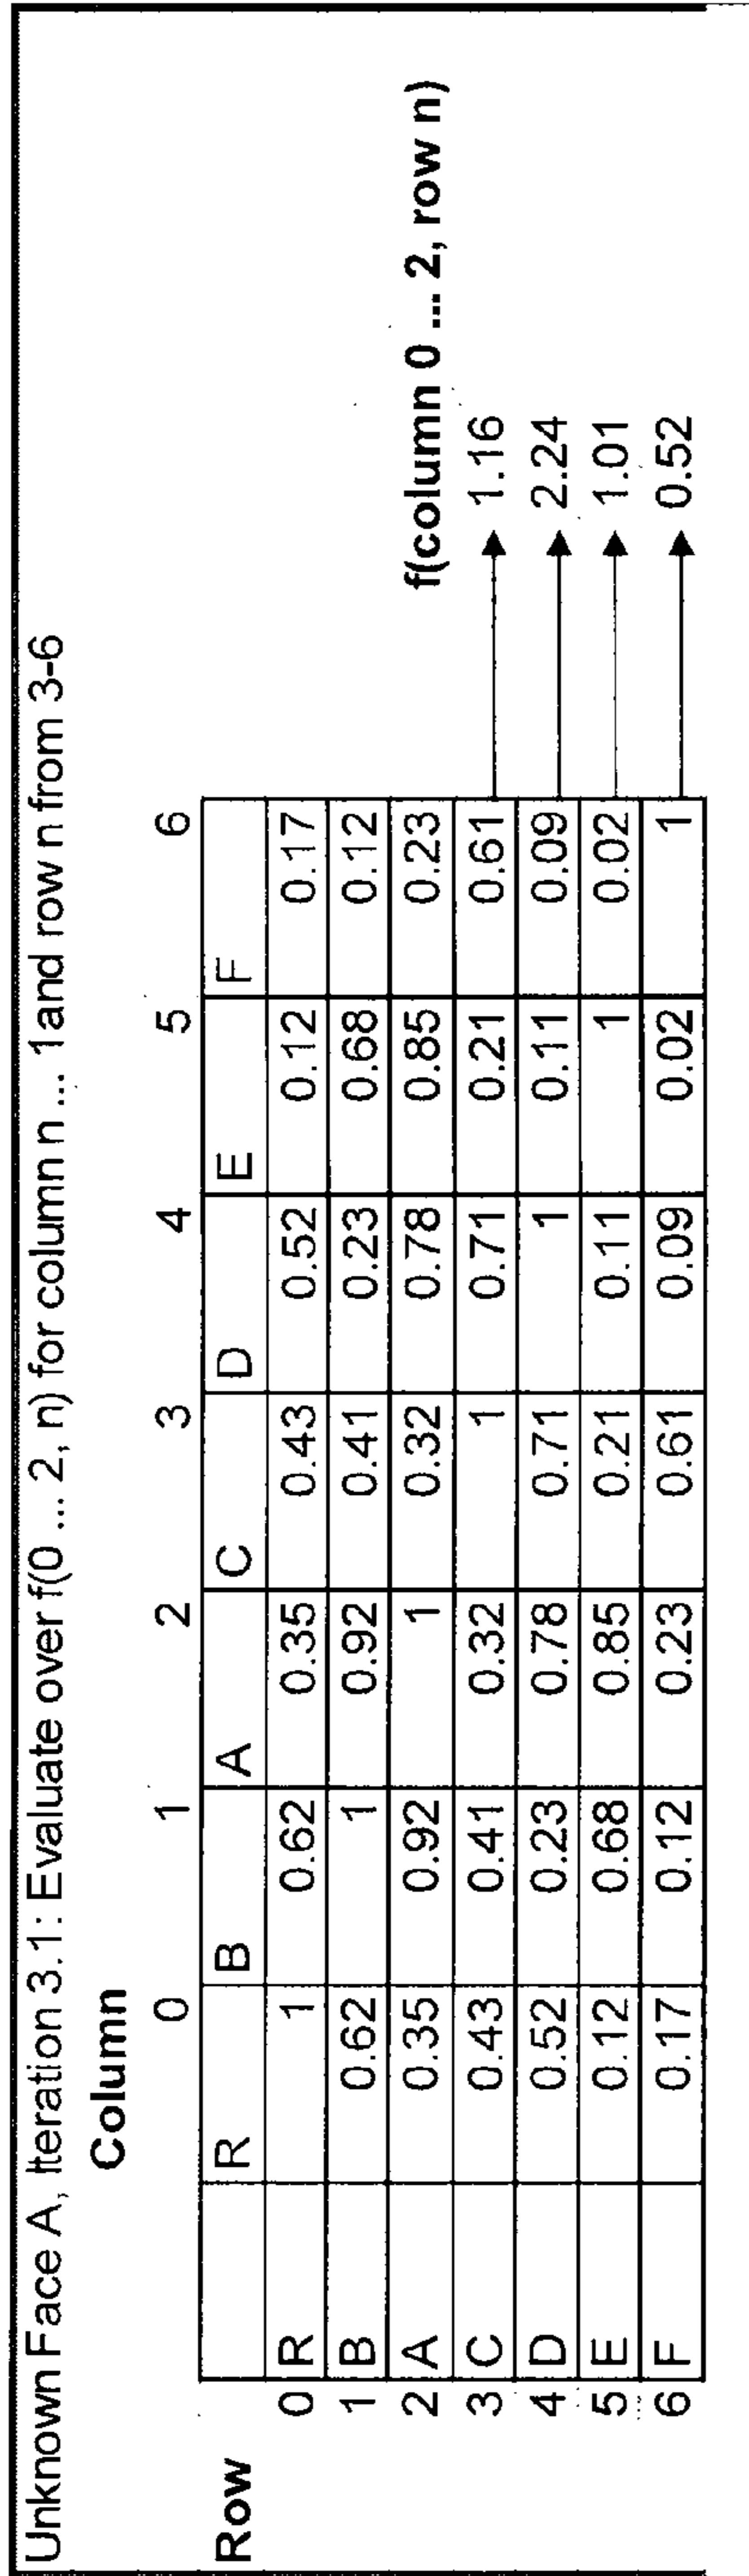 Unknown Face A, Iteration 3.1: Evaluate over f(0 ... 2, n) for column n ... 1and row n from 3-6
Column
0 1 2 3 4 5 6
Row R B A C D E F
0 R 1 0.62 0.35 0.43 0.52 0.12 0.17
1 B 0.62 1 0.92 0.41 0.23 0.68 0.12
2 A 0.35 0.92 1 0.32 0.78 0.85 0.23 f(column 0 ... 2, row n)
3 C 0.43 0.41 0.32 1 0.71 0.21 0.61 1.16
4 D 0.52 0.23 0.78 0.71 1 0.11 0.09 2.24
5 E 0.12 0.68 0.85 0.21 0.11 1 0.02 1.01
6 F 0.17 0.12 0.23 0.61 0.09 0.02 1 0.52